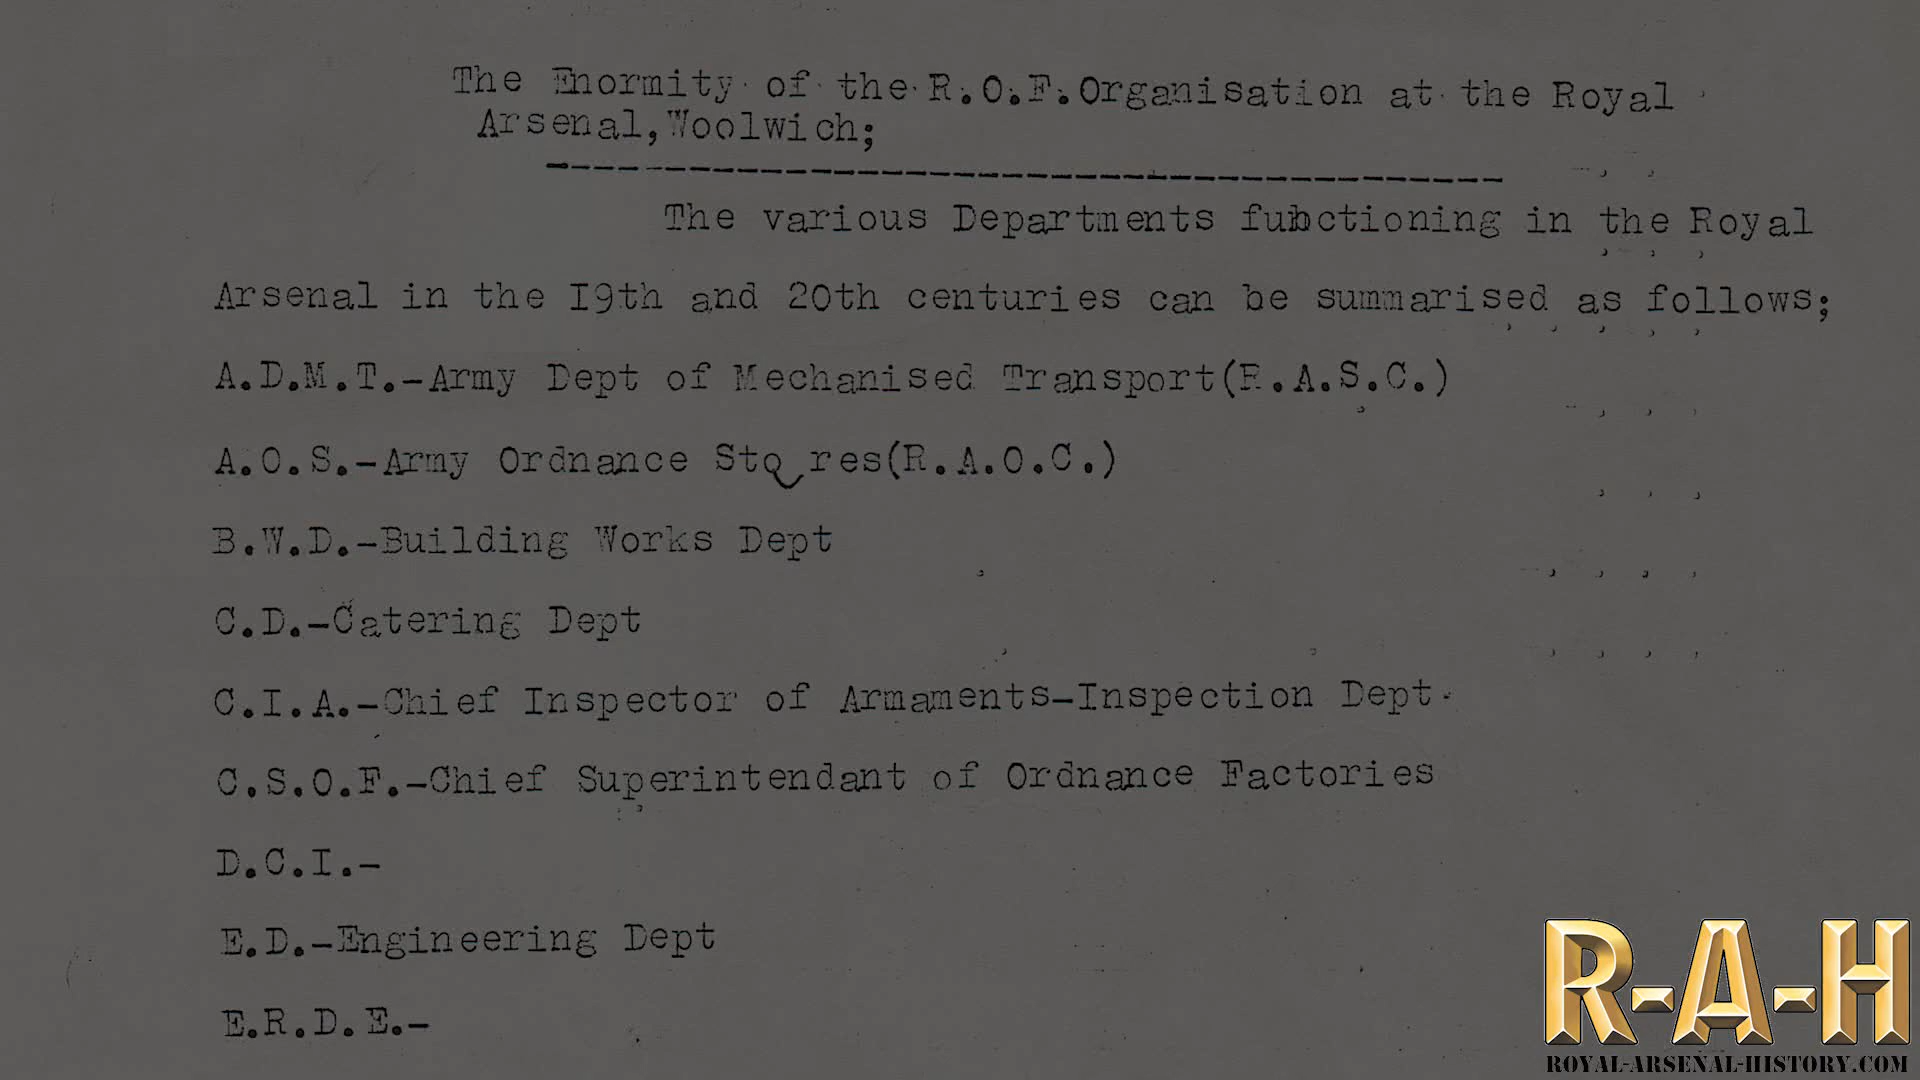 The Enormity of the R.O.F.Organisation at the Royal
Arsenal,Woolwich;
The various Departments fubctioning in the Royal
Arsenal in the I9th and 20th centuries can be summarised as follows;
A.D.M.T.-Army Dept of Mechanised Transport(R.A.S.C.)
A.O.S.-Army Ordnance Stores(R.A.O.C.)
B.W.D.-Building Works Dept
C.D.-Catering Dept
C.I.A.-Chief Inspector of Armaments-Inspection Dept.
C.S.O.F.-Chief Superintendant of Ordnance Factories
D.C.I.-
E.D.-Engineering Dept
E.R.D.E.-
R-A-H
ROYAL-ARSENAL-HISTORY.COM